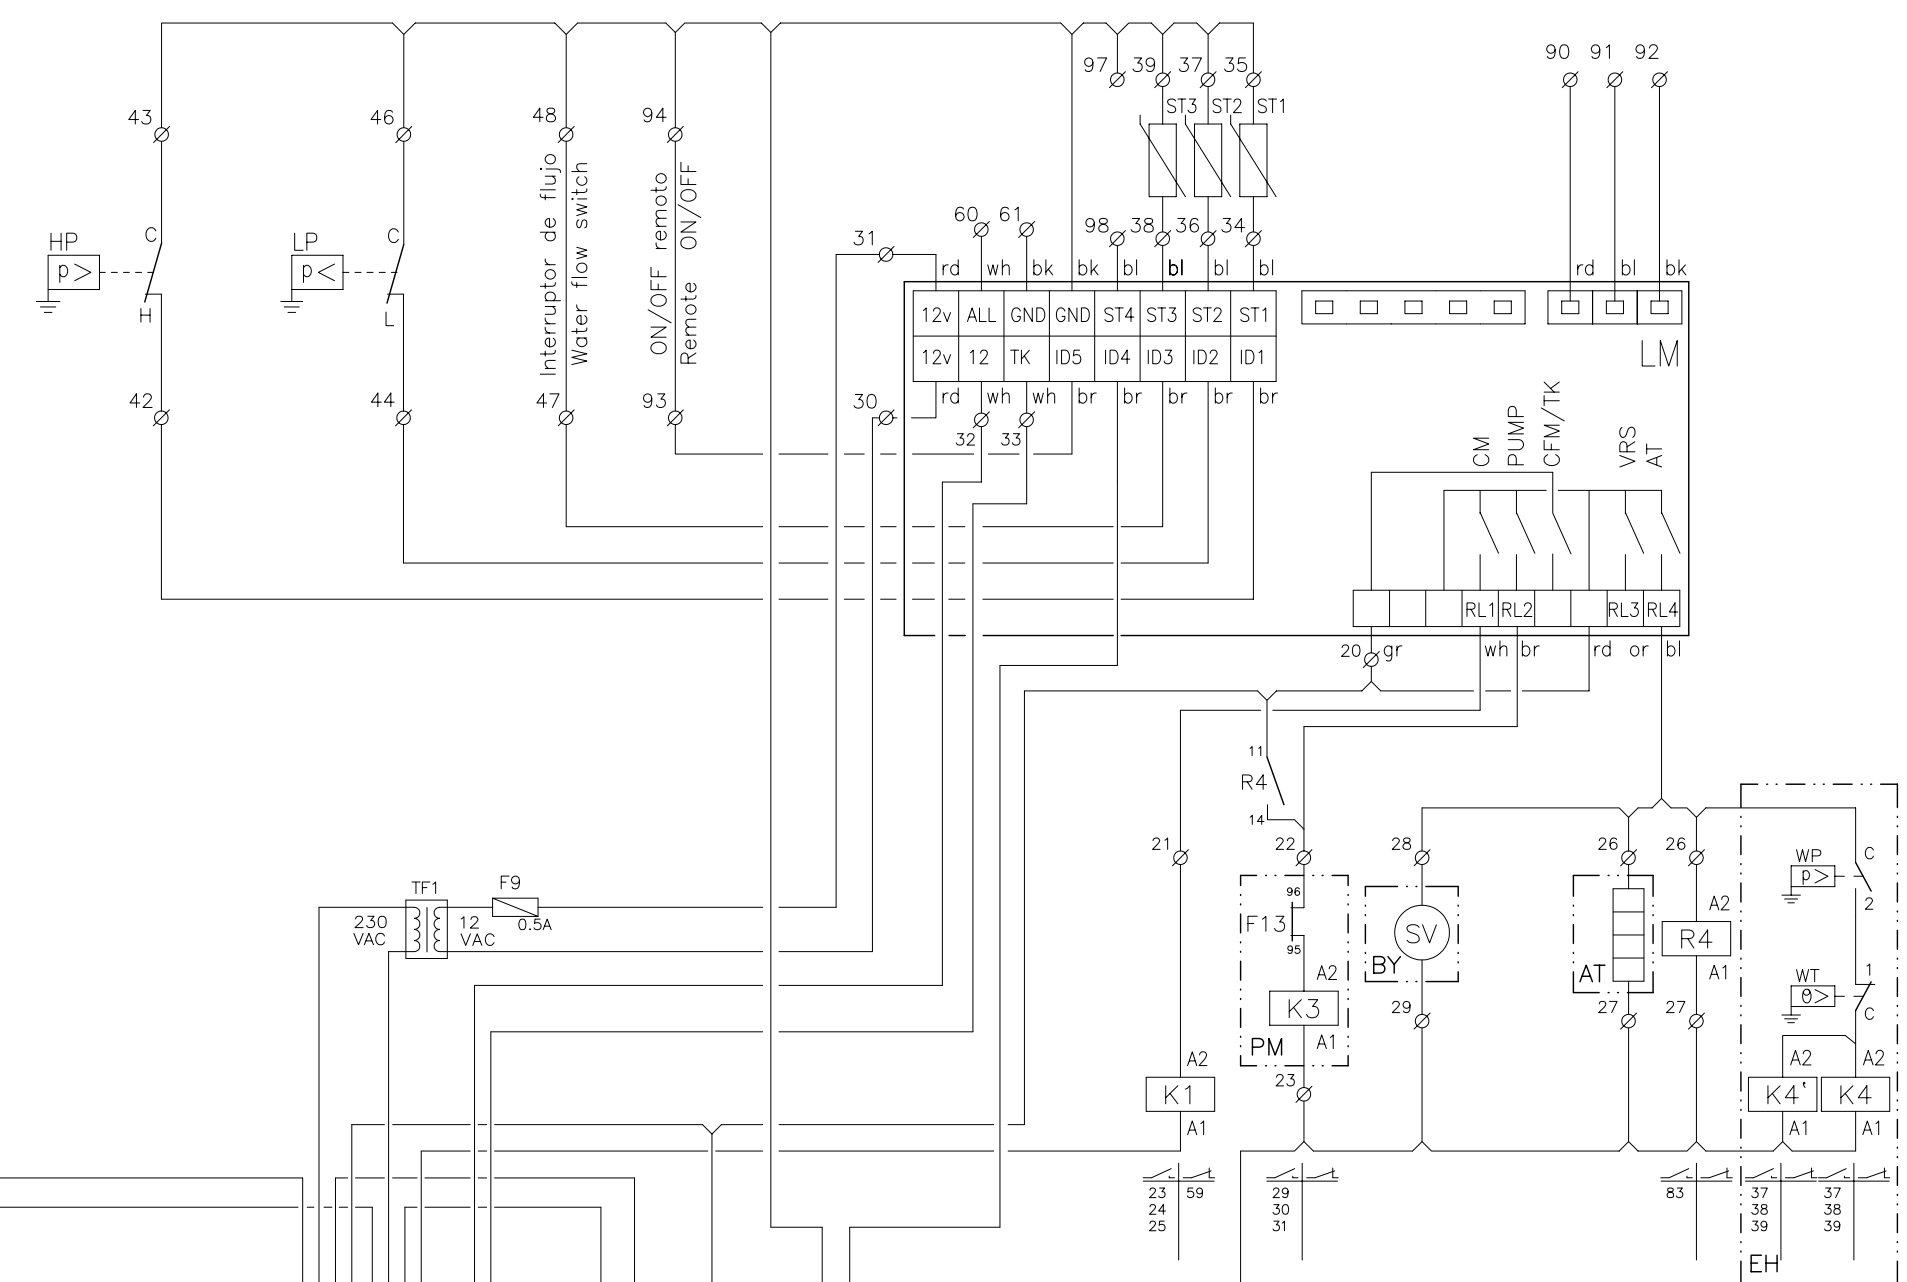 97 39 37 35
90 91 92
ST3 ST2 ST1
43 46 48 94
Interruptor de flujo
Water flow switch
ON/OFF remoto
Remote ON/OFF
60 61
98 38 36 34
31
HP C
p>
H
LP C
p<
L
rd wh bk bk bl bl bl bl
rd bl bk
12v ALL GND GND ST4 ST3 ST2 ST1
12v 12 TK ID5 ID4 ID3 ID2 ID1
LM
rd wh wh br br br br br
42 44 47 93 30
32 33
CM
PUMP
CFM/TK
VRS
AT
RL1 RL2 RL3 RL4
20 gr wh br rd or bl
11
R4
14
21 22 28 26 26
WP C
p>
2
TF1 F9
230 VAC
12 VAC
0.5A
96
F13
95
SV
BY
AT
A2
R4
A1
A2
K3
A1
PM
29 27 27
WT 1
θ>
C
23
A2
K1
A1
A2 A2
K4' K4
A1 A1
23 59
24
25
29
30
31
83
37 37
38 38
39 39
EH